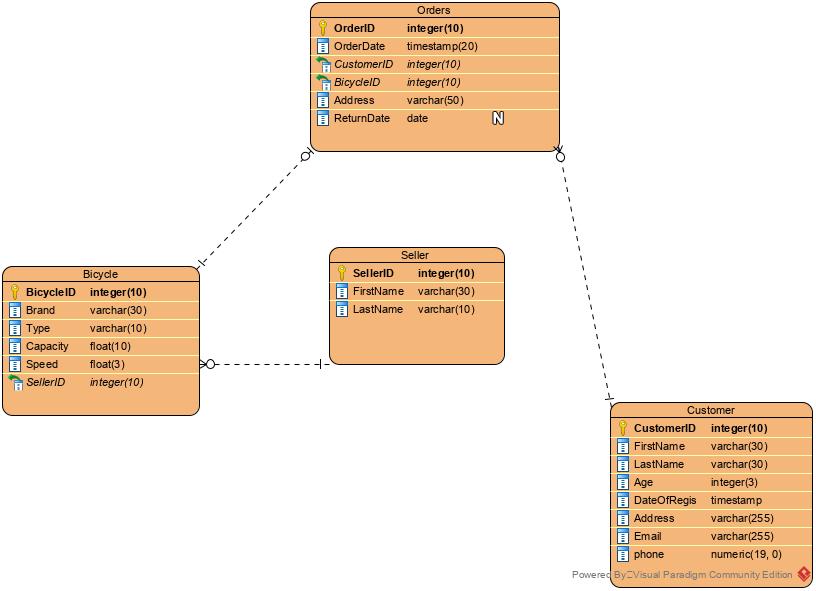 Orders
OrderID integer(10)
OrderDate timestamp(20)
CustomerID integer(10)
BicycleID integer(10)
Address varchar(50)
ReturnDate date N
Bicycle
BicycleID integer(10)
Brand varchar(30)
Type varchar(10)
Capacity float(10)
Speed float(3)
SellerID integer(10)
Seller
SellerID integer(10)
FirstName varchar(30)
LastName varchar(10)
Customer
CustomerID integer(10)
FirstName varchar(30)
LastName varchar(30)
Age integer(3)
DateOfRegis timestamp
Address varchar(255)
Email varchar(255)
phone numeric(19, 0)
Powered By Visual Paradigm Community Edition